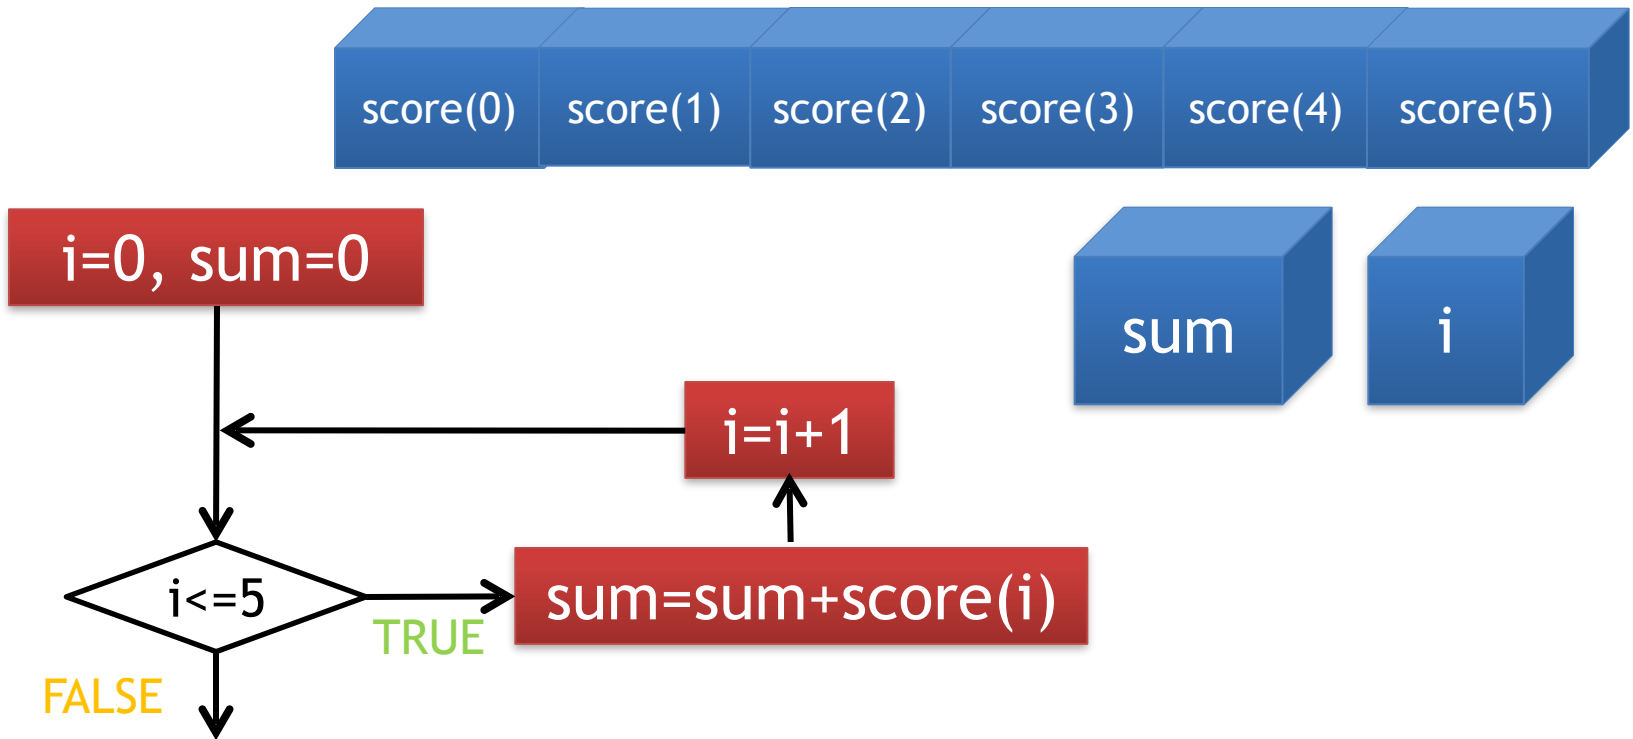 score(0) score(1) score(2) score(3) score(4) score(5)
i=0, sum=0
sum
i
i=i+1
i<=5
sum=sum+score(i)
TRUE
FALSE